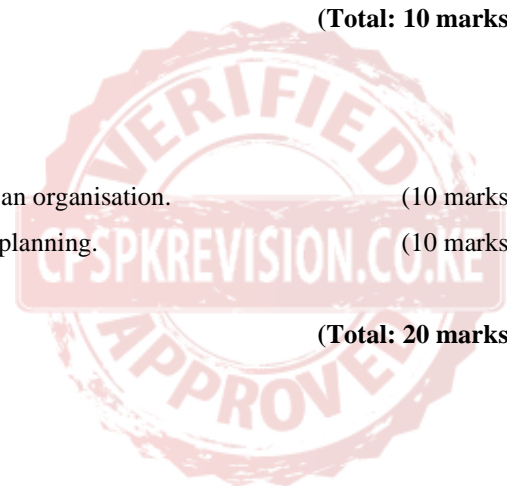 (Total: 10 marks
VERIFIED
an organisation. (10 marks
planning. (10 marks
CPSPKREVISION.CO.KE
(Total: 20 marks
APPROVED